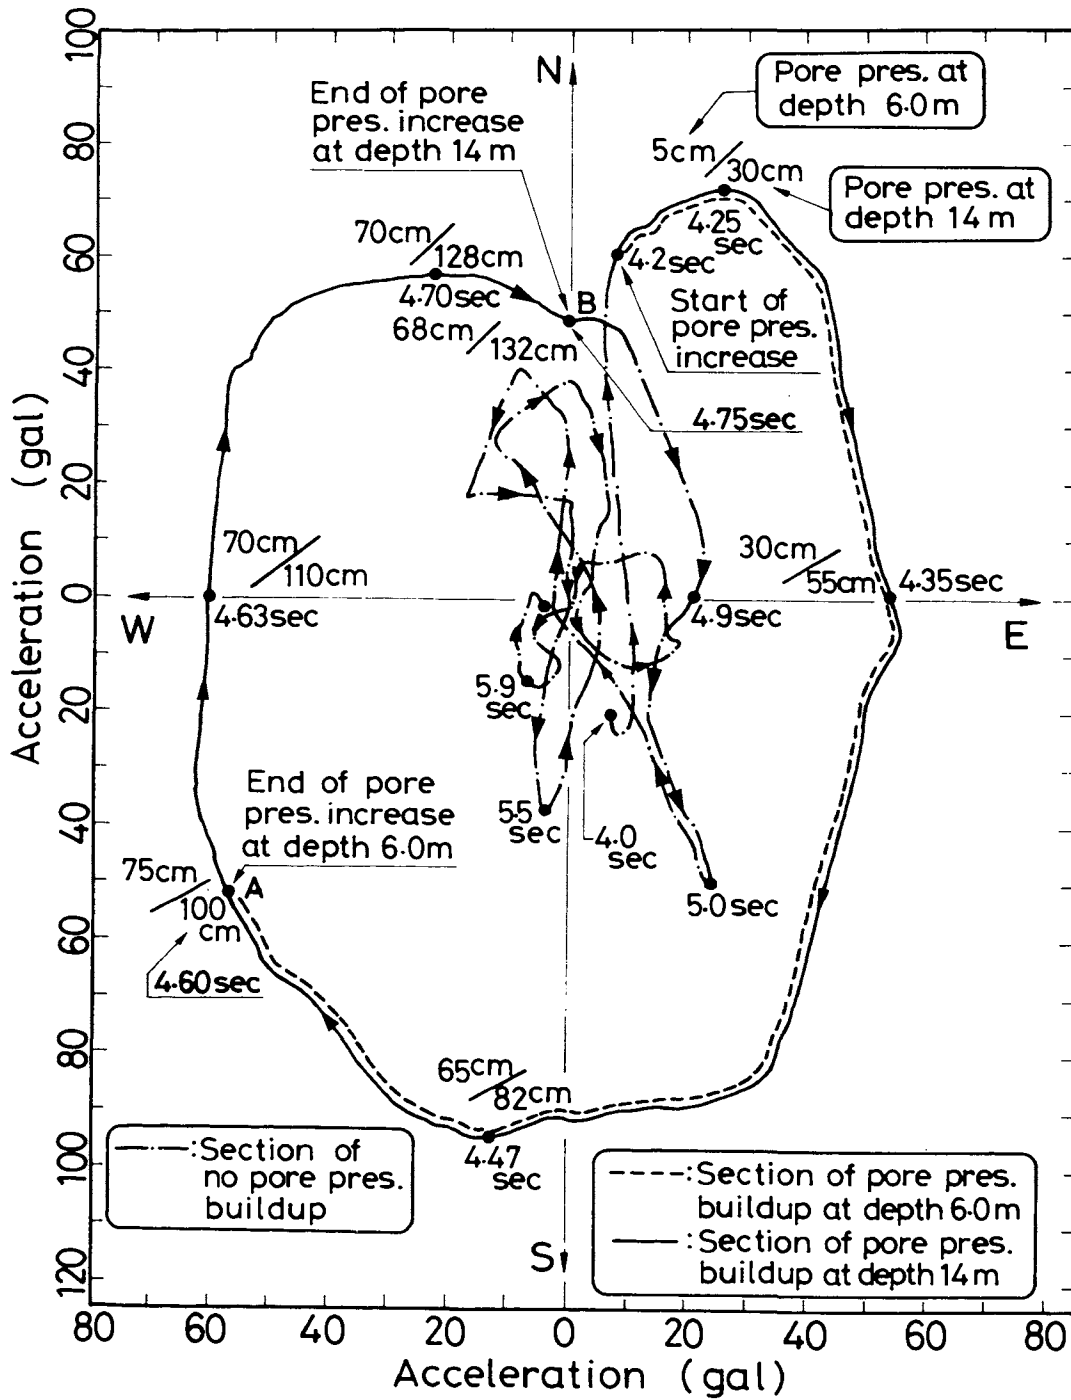 100
80
60
40
20
0
20
40
60
80
100
120
Acceleration (gal)
N
Pore pres. at
depth 6.0m
End of pore
pres. increase
at depth 14m
5cm/30cm
Pore pres. at
depth 14m
4.25
sec
70cm/128cm
4.2sec
4.70sec
B
Start of
pore pres.
increase
68cm/132cm
4.75sec
70cm/110cm
30cm/55cm
4.35sec
W
4.63sec
4.9sec
E
5.9
sec
End of pore
pres. increase
at depth 6.0m
5.5
sec
4.0
sec
75cm/100cm
A
5.0sec
4.60sec
65cm/82cm
4.47
sec
:Section of
no pore pres.
buildup
:Section of pore pres.
buildup at depth 6.0m
:Section of pore pres.
buildup at depth 14m
S
80 60 40 20 0 20 40 60 80
Acceleration (gal)